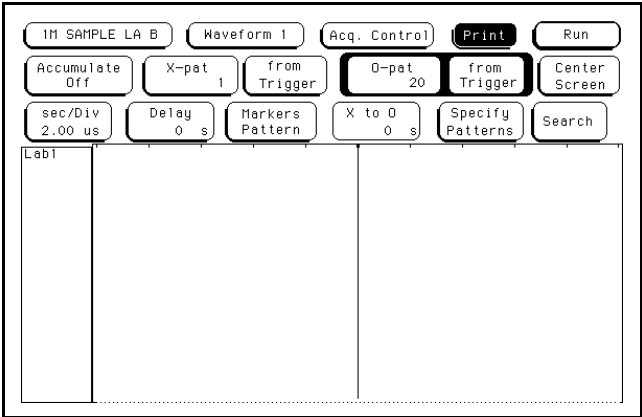 1M SAMPLE LA B Waveform 1 Acq. Control Print Run
Accumulate Off
X-pat 1
from Trigger
O-pat 20
from Trigger
Center Screen
sec/Div 2.00 us
Delay 0 s
Markers Pattern
X to O 0 s
Specify Patterns
Search
Lab1